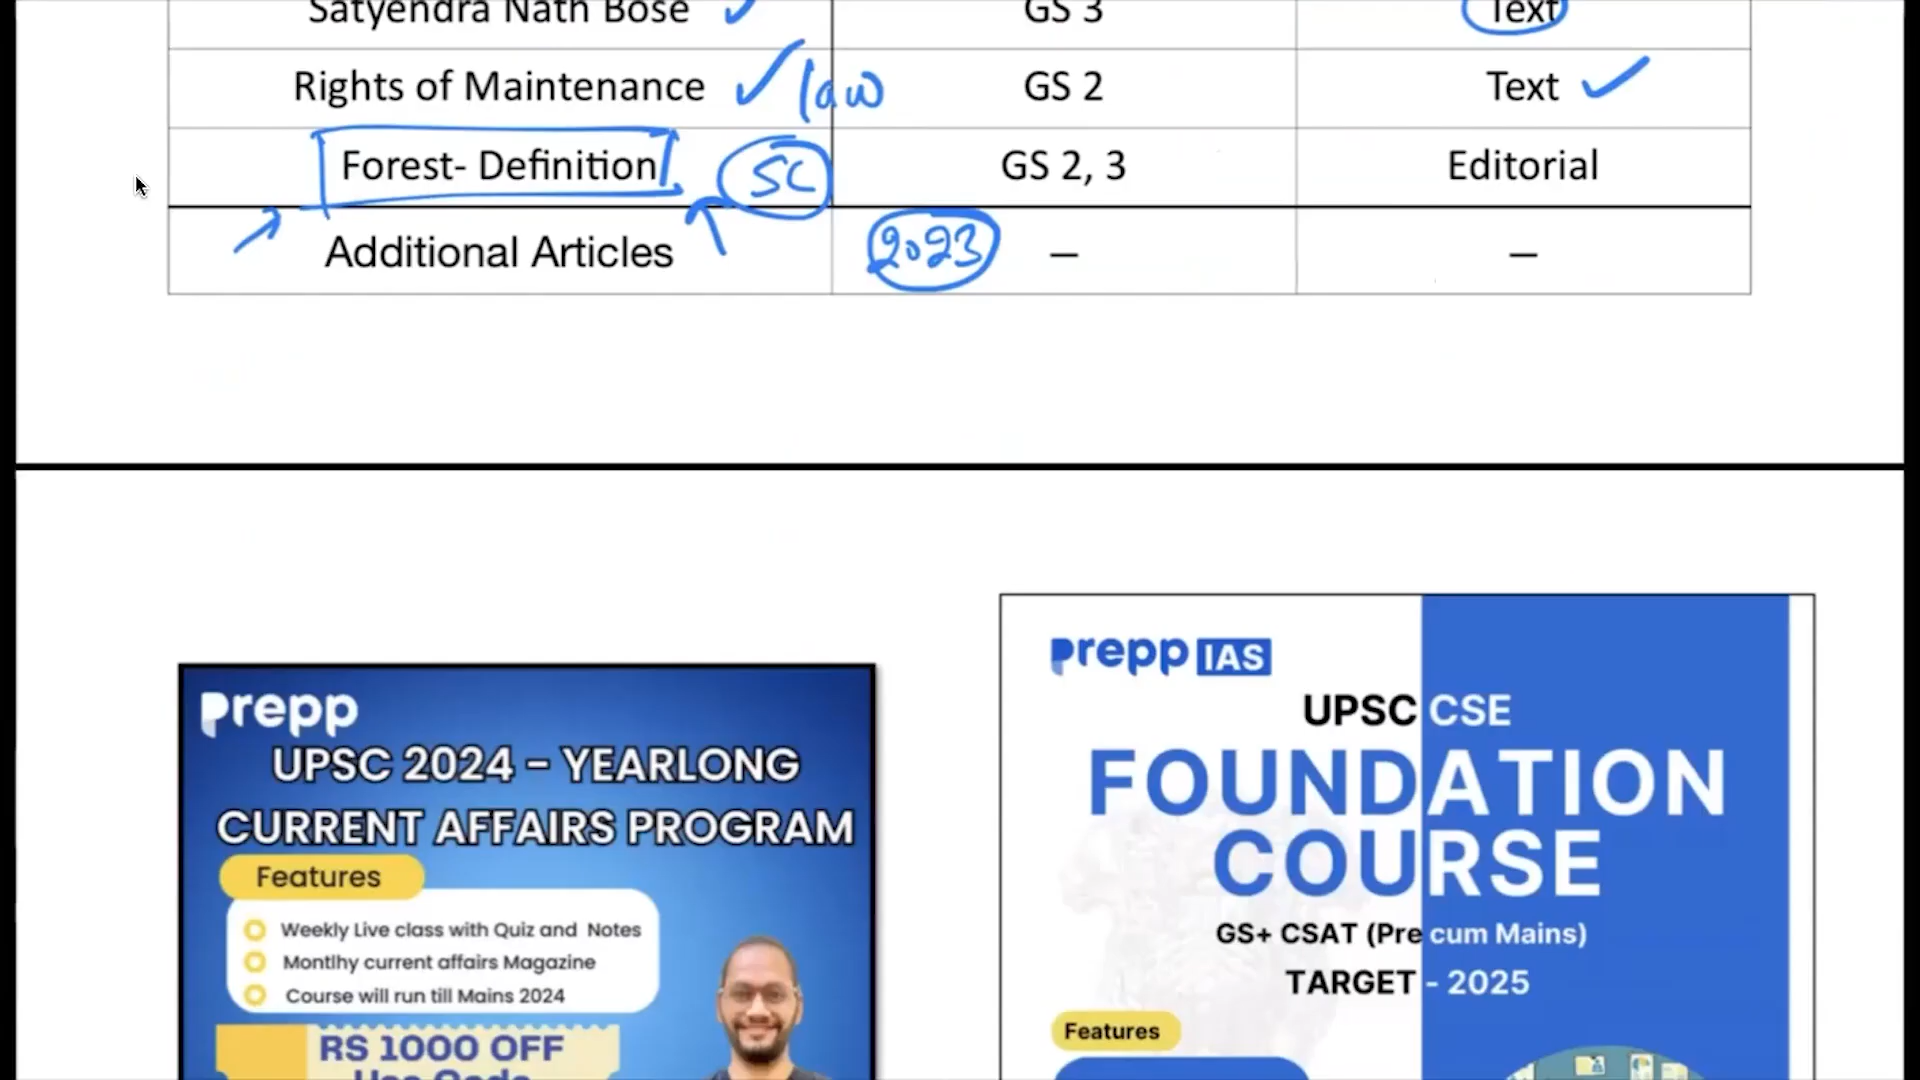 Satyendra Nath Bose GS 3 Text
Rights of Maintenance law GS 2 Text
Forest- Definition SC GS 2, 3 Editorial
Additional Articles 2023 – –
prepp
UPSC 2024 – YEARLONG
CURRENT AFFAIRS PROGRAM
Features
Weekly Live class with Quiz and Notes
Montlhy current affairs Magazine
Course will run till Mains 2024
RS 1000 OFF
Use Code
prepp IAS
UPSC CSE
FOUNDATION
COURSE
GS+ CSAT (Pre cum Mains)
TARGET - 2025
Features